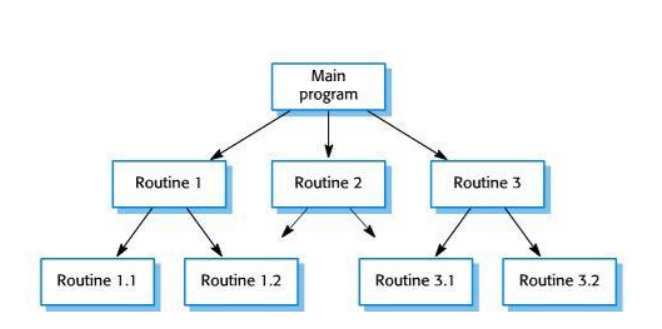 Main
program
Routine 1
Routine 2
Routine 3
Routine 1.1
Routine 1.2
Routine 3.1
Routine 3.2